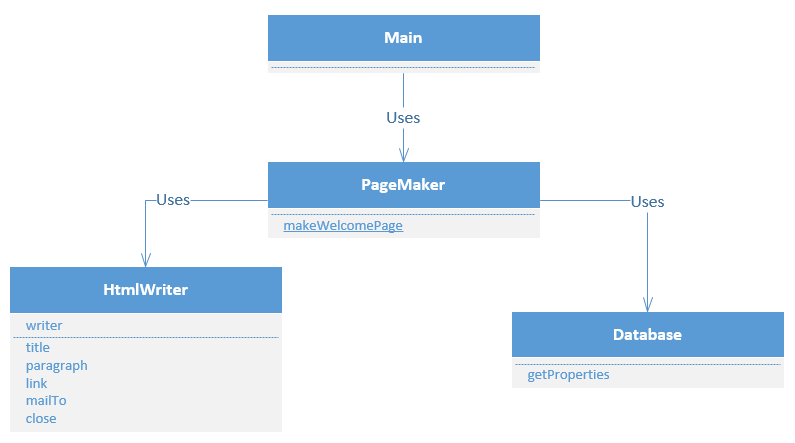 Main
Uses
PageMaker
makeWelcomePage
Uses
Uses
HtmlWriter
writer
title
paragraph
link
mailTo
close
Database
getProperties